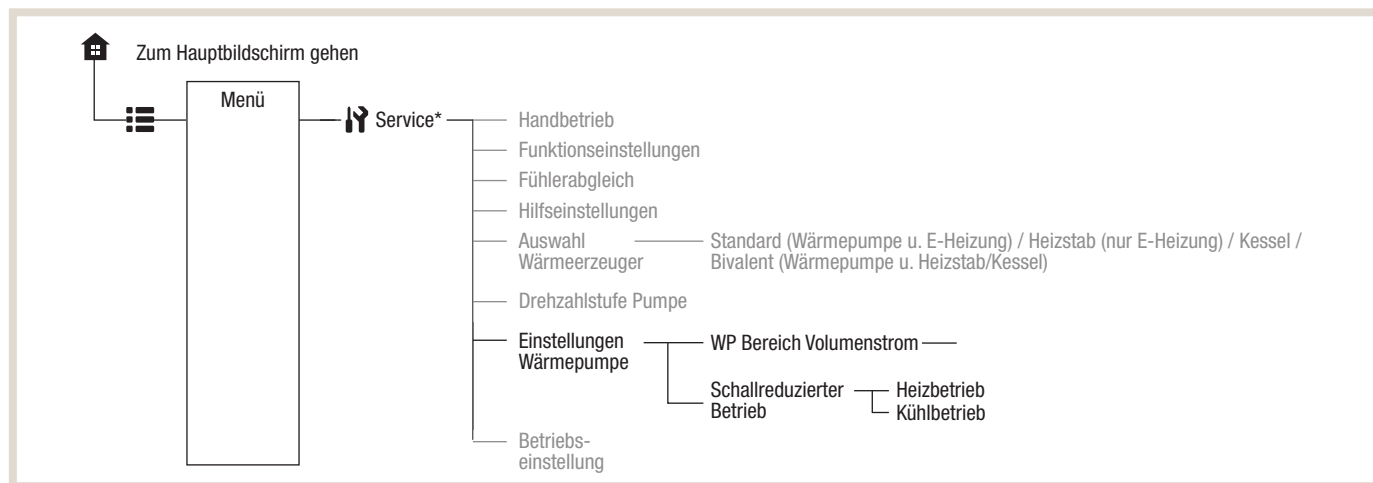 Zum Hauptbildschirm gehen
Menü
Service*
Handbetrieb
Funktionseinstellungen
Fühlerabgleich
Hilfseinstellungen
Auswahl
Wärmeerzeuger
Standard (Wärmepumpe u. E-Heizung) / Heizstab (nur E-Heizung) / Kessel /
Bivalent (Wärmepumpe u. Heizstab/Kessel)
Drehzahlstufe Pumpe
Einstellungen
Wärmepumpe
WP Bereich Volumenstrom
Schallreduzierter
Betrieb
Heizbetrieb
Kühlbetrieb
Betriebs-
einstellung